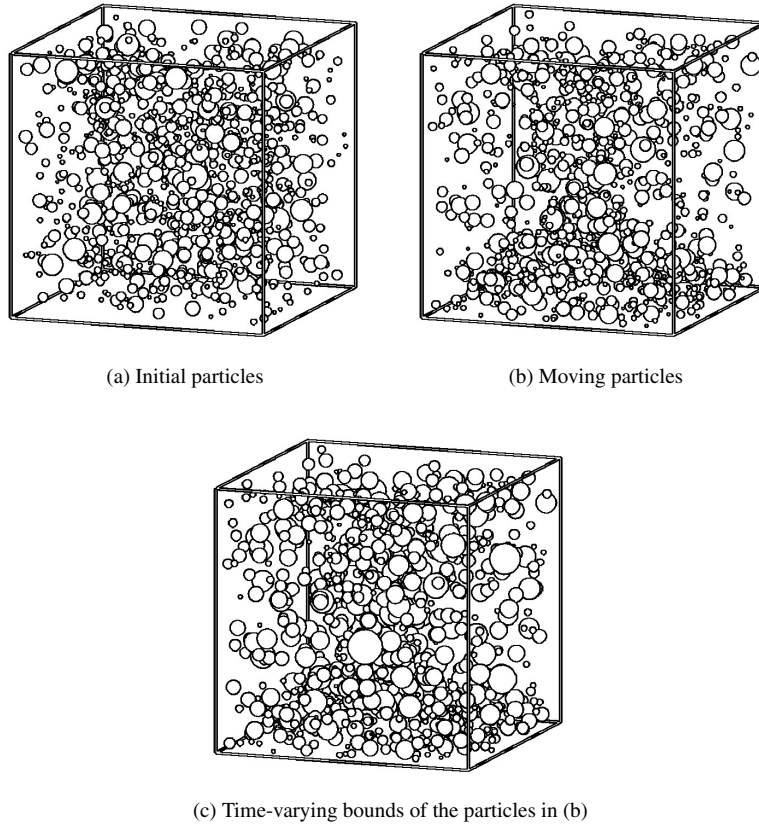 (a) Initial particles
(b) Moving particles
(c) Time-varying bounds of the particles in (b)